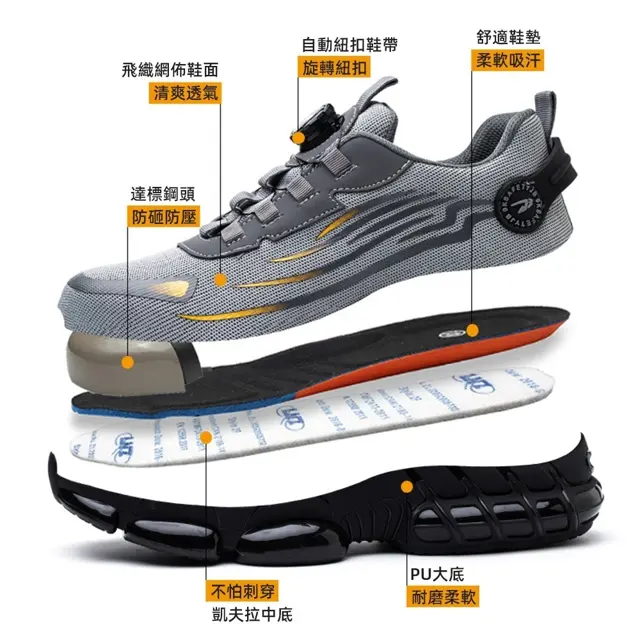 自動紐扣鞋帶
旋轉紐扣
舒適鞋墊
柔軟吸汗
飛織網佈鞋面
清爽透氣
達標鋼頭
防砸防壓
不怕刺穿
凱夫拉中底
PU大底
耐磨柔軟